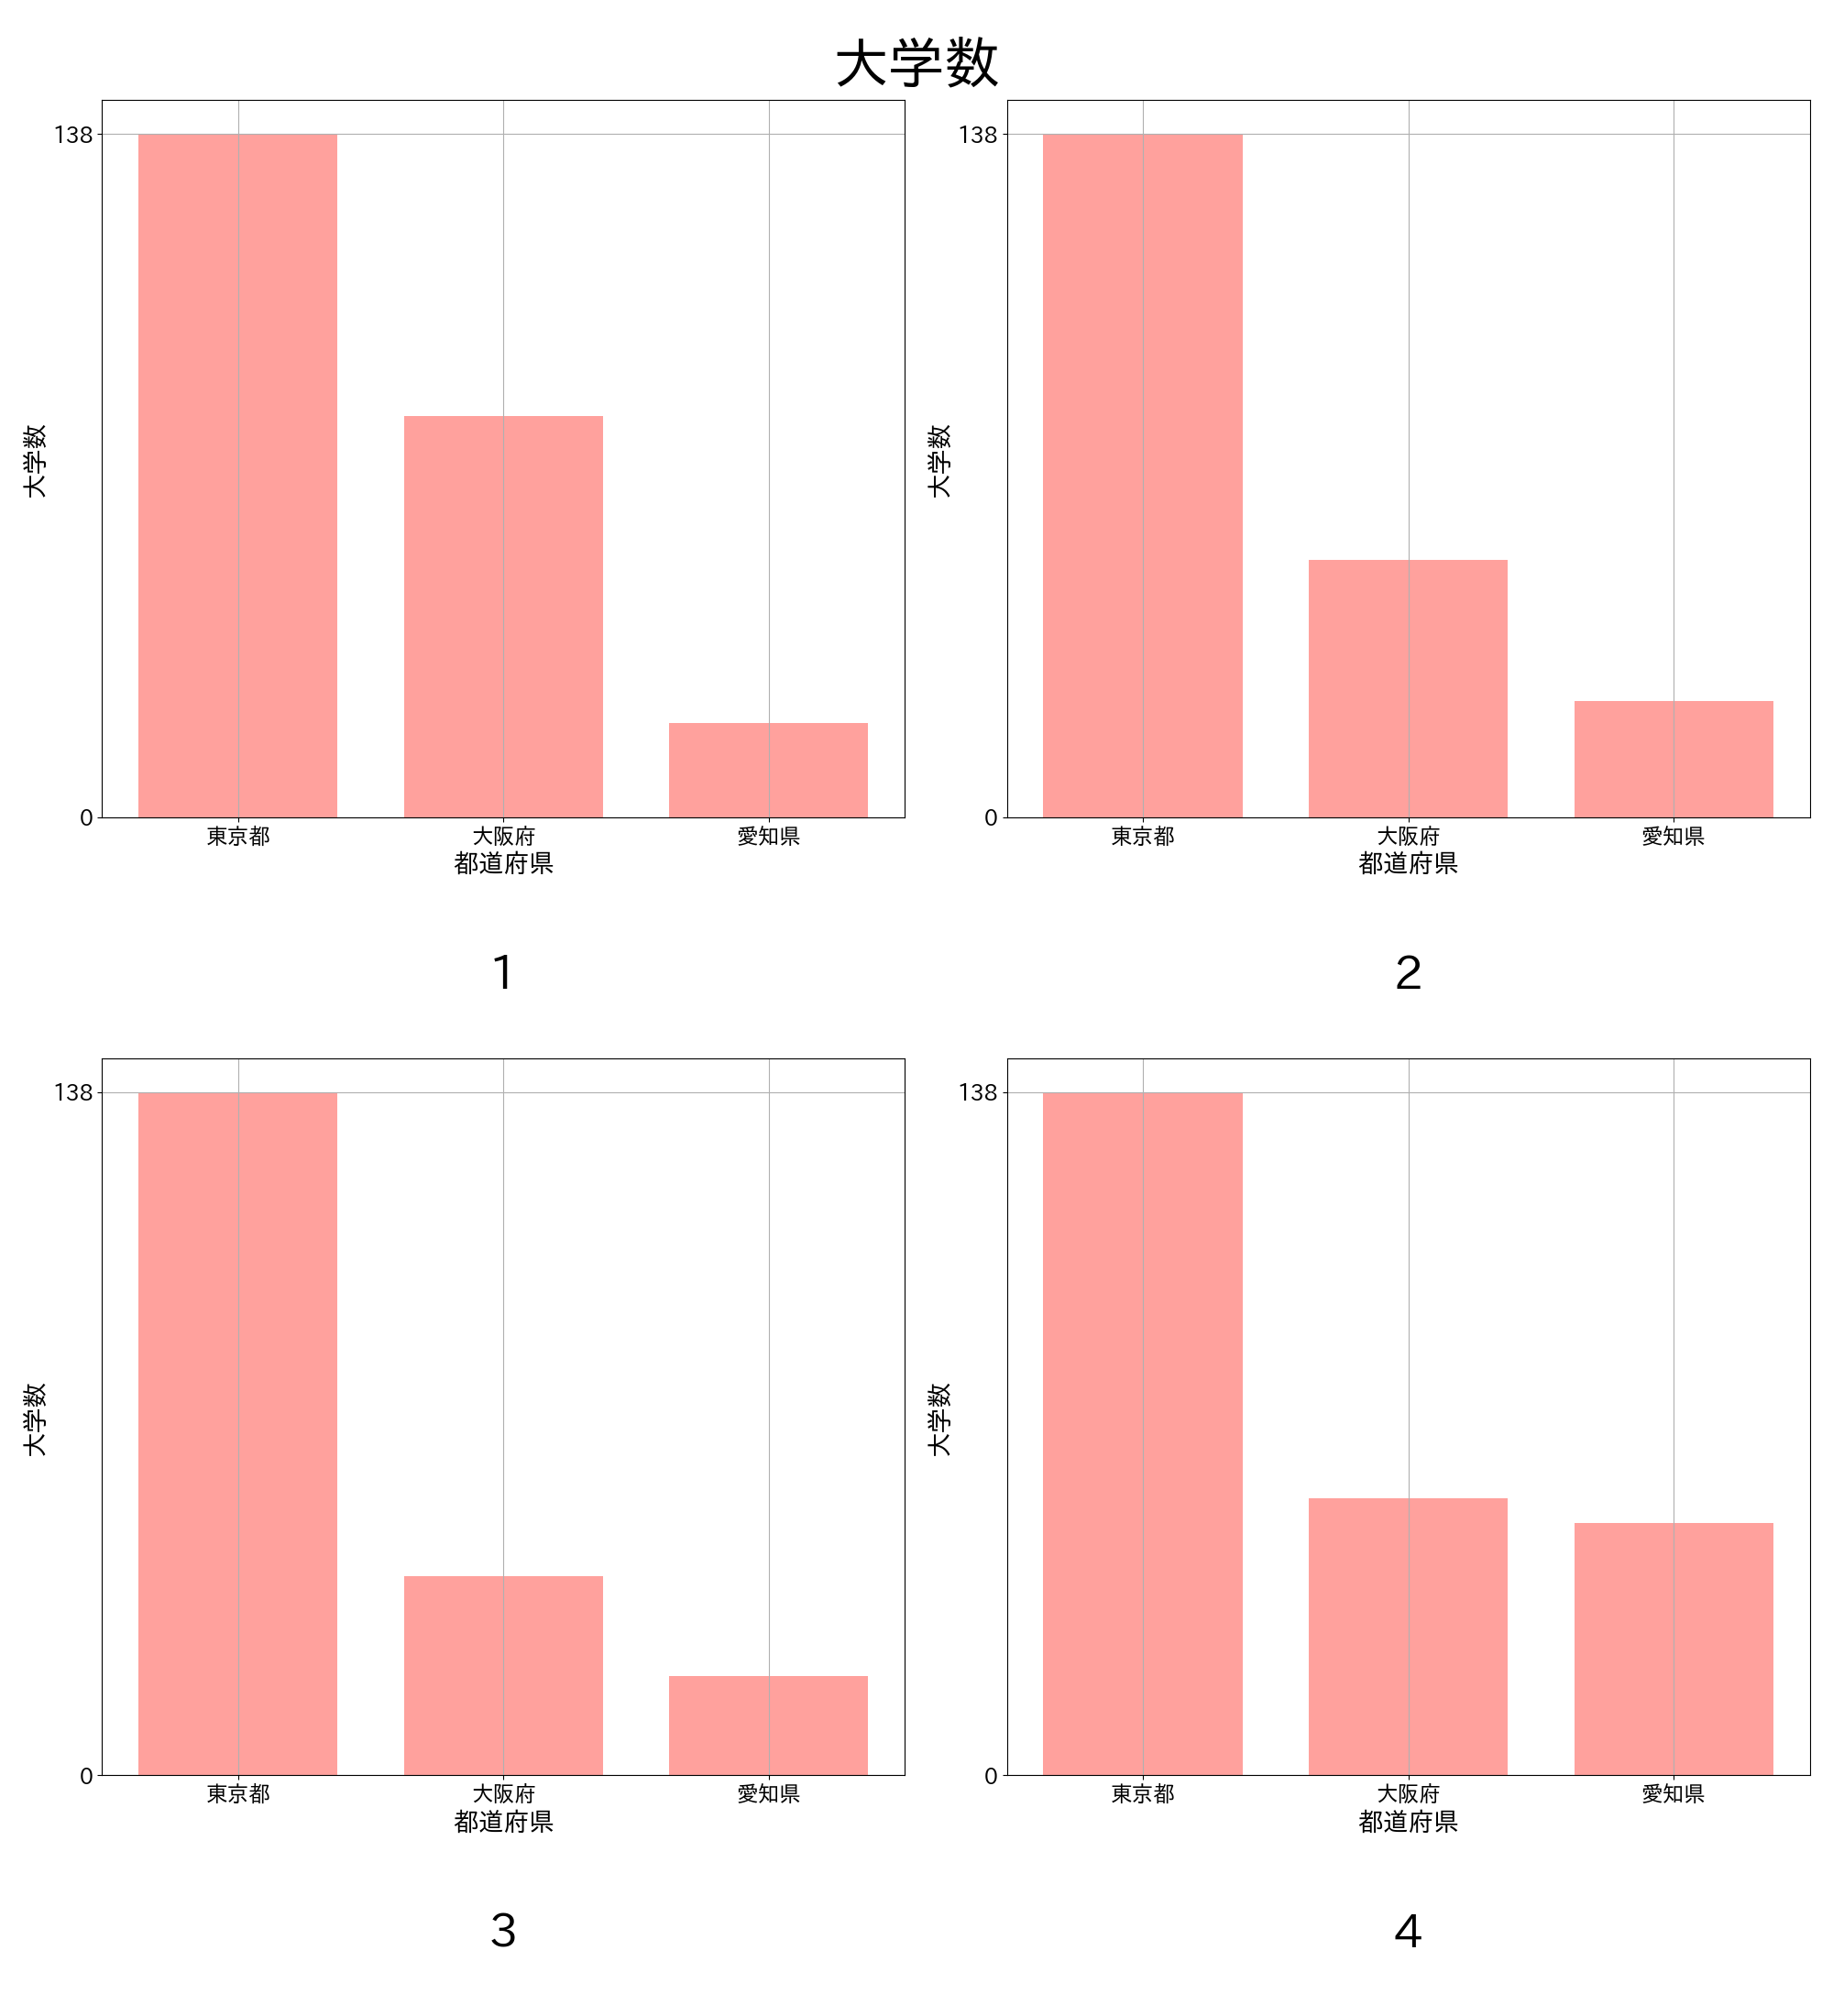 大学数
138
0
大学数
東京都 大阪府 愛知県
都道府県
1
138
0
大学数
東京都 大阪府 愛知県
都道府県
2
138
0
大学数
東京都 大阪府 愛知県
都道府県
3
138
0
大学数
東京都 大阪府 愛知県
都道府県
4